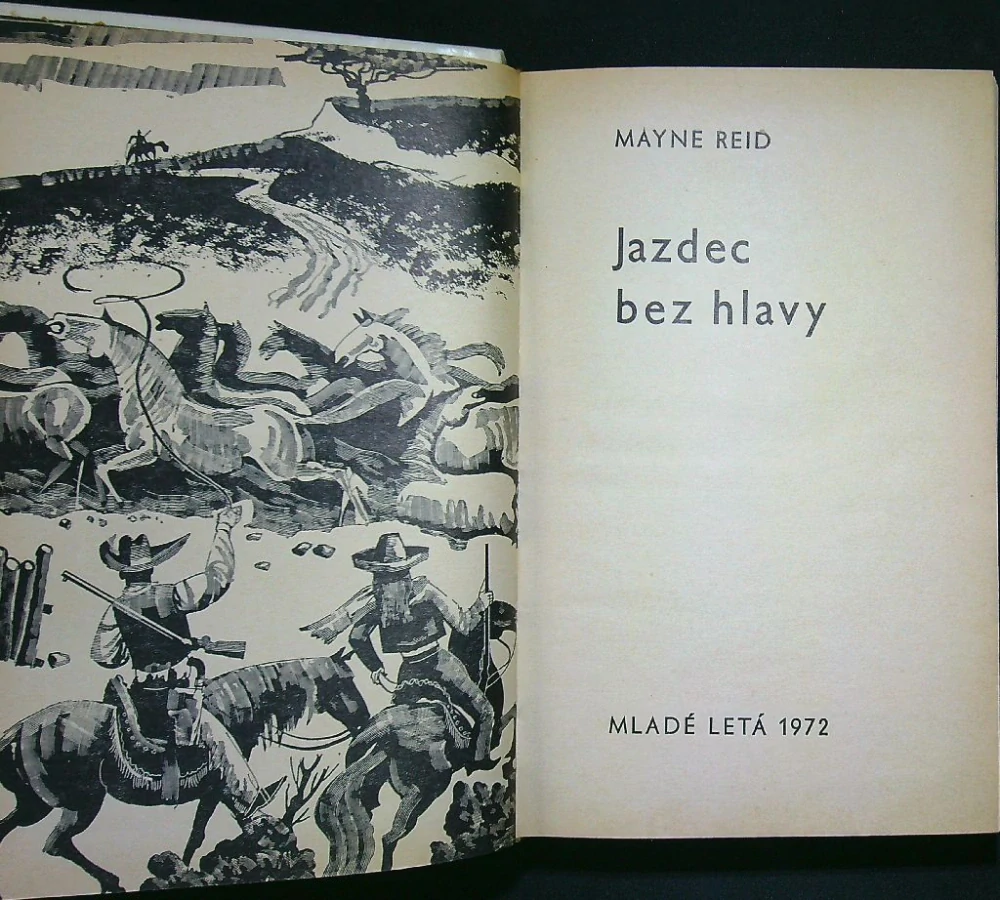 MAYNE REID
Jazdec
bez hlavy
MLADÉ LETÁ 1972